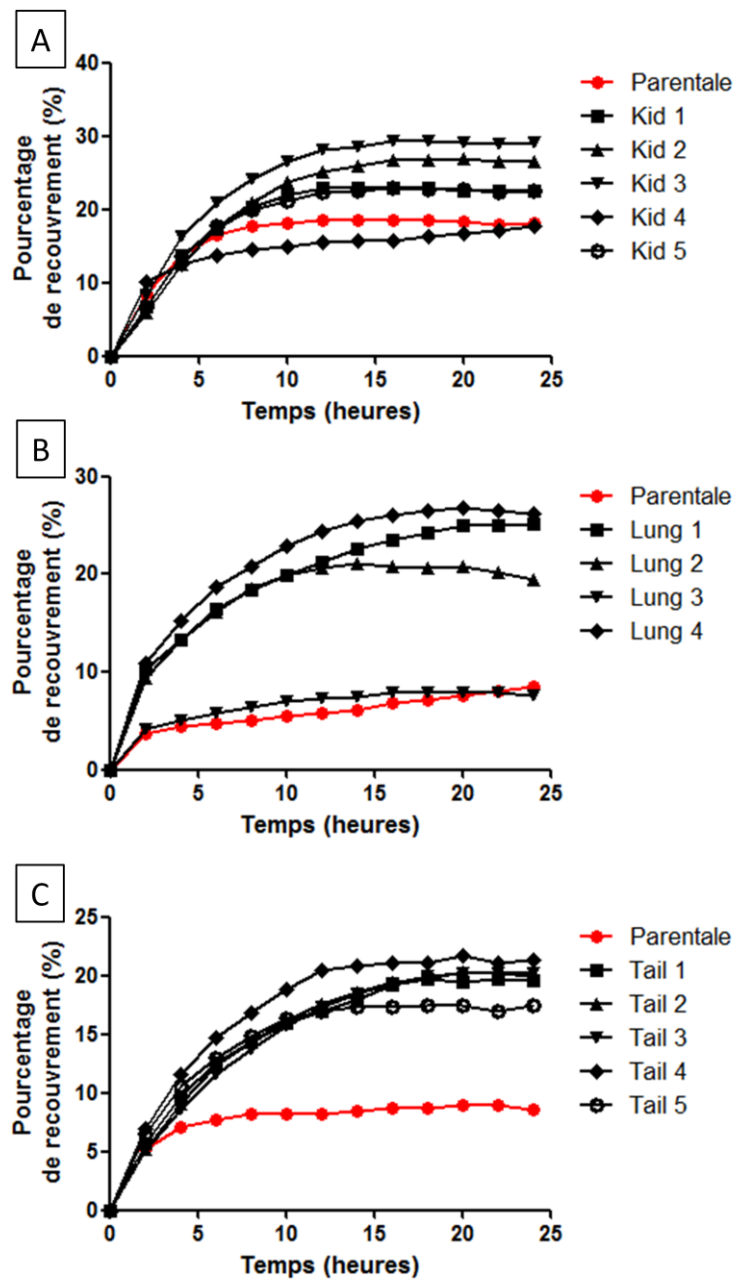 A
40
30
20
10
0
Pourcentage
de recouvrement (%)
0 5 10 15 20 25
Temps (heures)
Parentale
Kid 1
Kid 2
Kid 3
Kid 4
Kid 5
B
30
20
10
0
Pourcentage
de recouvrement (%)
0 5 10 15 20 25
Temps (heures)
Parentale
Lung 1
Lung 2
Lung 3
Lung 4
C
25
20
15
10
5
0
Pourcentage
de recouvrement (%)
0 5 10 15 20 25
Temps (heures)
Parentale
Tail 1
Tail 2
Tail 3
Tail 4
Tail 5